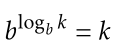 b^{\log_b k} = k